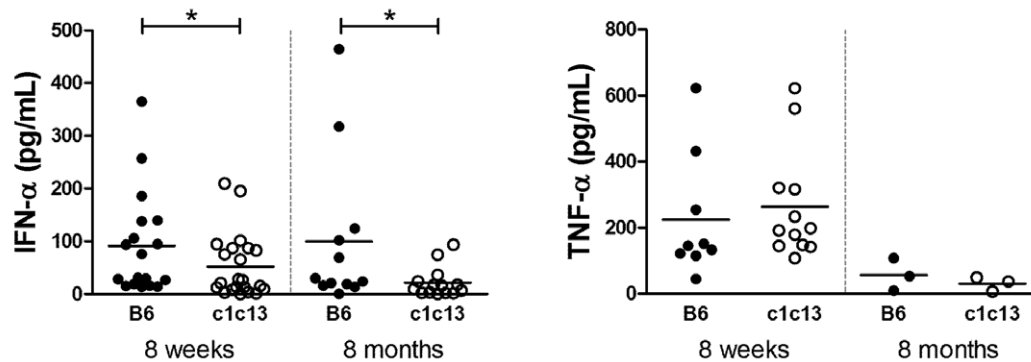 * *
IFN-α (pg/mL)
500
400
300
200
100
0
B6 c1c13 B6 c1c13
8 weeks 8 months
TNF-α (pg/mL)
800
600
400
200
0
B6 c1c13 B6 c1c13
8 weeks 8 months